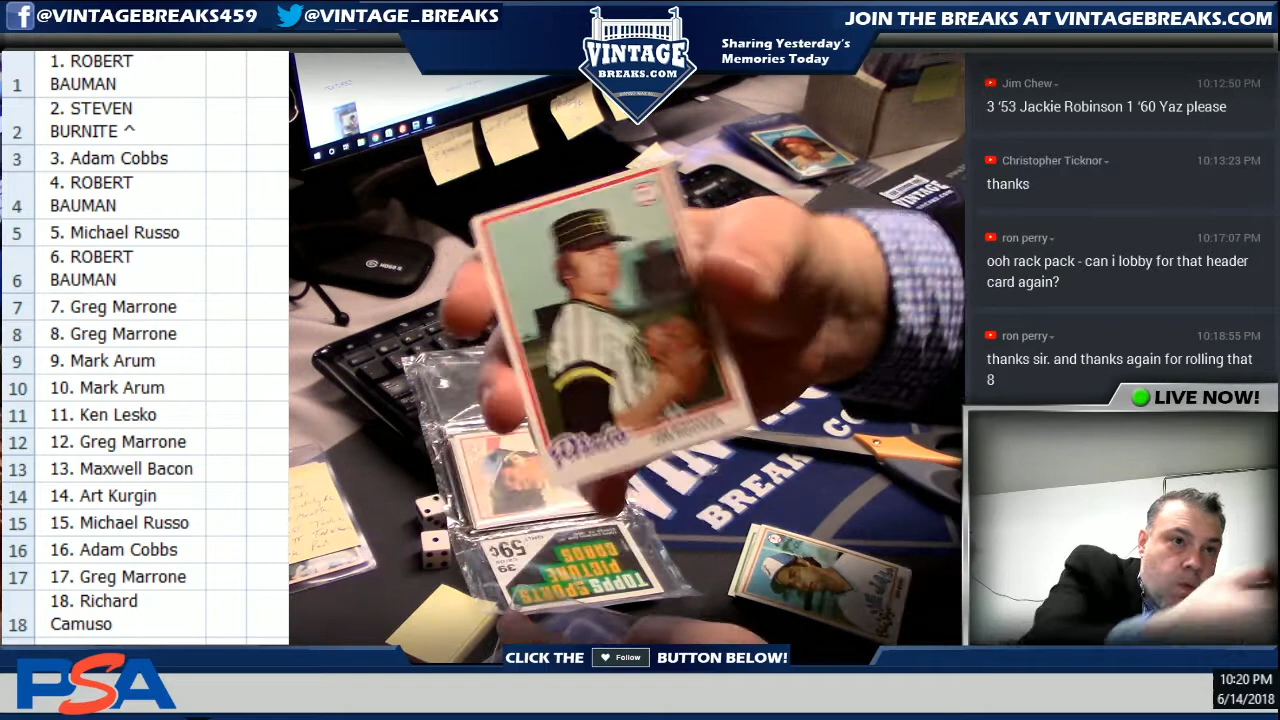 @VINTAGEBREAKS459
@VINTAGE_BREAKS
VINTAGE
BREAKS.COM
Sharing Yesterday's
Memories Today
JOIN THE BREAKS AT VINTAGEBREAKS.COM
1 1. ROBERT
BAUMAN
2 2. STEVEN
BURNITE ^
3 3. Adam Cobbs
4 4. ROBERT
BAUMAN
5 5. Michael Russo
6 6. ROBERT
BAUMAN
7 7. Greg Marrone
8 8. Greg Marrone
9 9. Mark Arum
10 10. Mark Arum
11 11. Ken Lesko
12 12. Greg Marrone
13 13. Maxwell Bacon
14 14. Art Kurgin
15 15. Michael Russo
16 16. Adam Cobbs
17 17. Greg Marrone
18 18. Richard
Camuso
Jim Chew 10:12:50 PM
3 '53 Jackie Robinson 1 '60 Yaz please
Christopher Ticknor 10:13:23 PM
thanks
ron perry 10:17:07 PM
ooh rack pack - can i lobby for that header
card again?
ron perry 10:18:55 PM
thanks sir. and thanks again for rolling that
8
LIVE NOW!
VINTAGE
Pirates
BREAK
CO
TOPPS SPORTS
PICTURE
CARDS
39
59¢
CLICK THE Follow BUTTON BELOW!
PSA
10:20 PM
6/14/2018